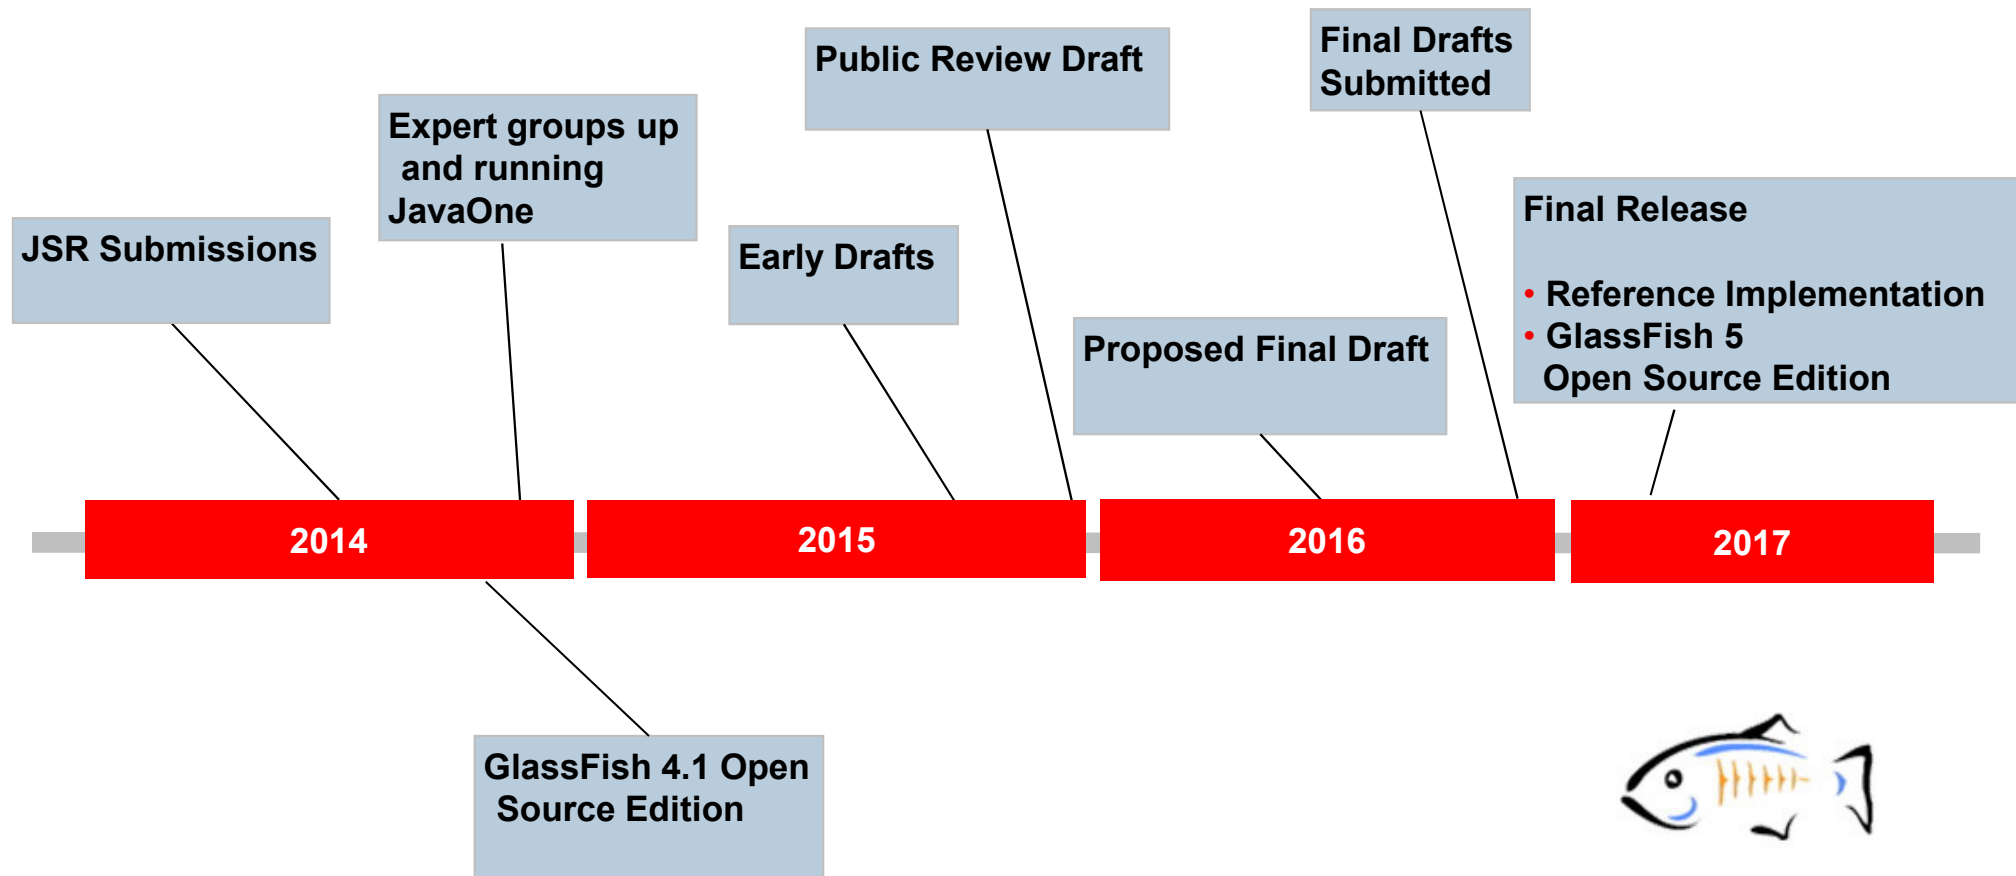 JSR Submissions
Expert groups up
and running
JavaOne
Early Drafts
Public Review Draft
Proposed Final Draft
Final Drafts
Submitted
Final Release
• Reference Implementation
• GlassFish 5
Open Source Edition
2014
2015
2016
2017
GlassFish 4.1 Open
Source Edition